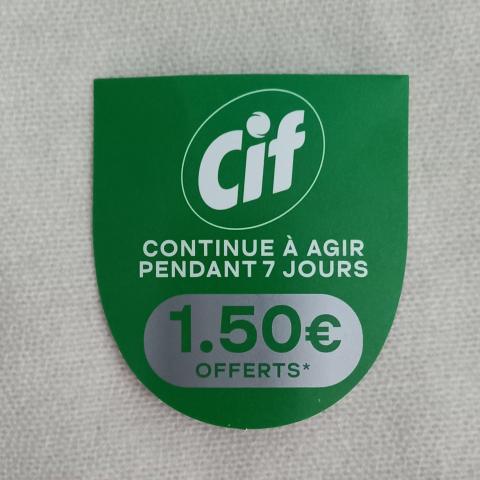 Cif
CONTINUE À AGIR
PENDANT 7 JOURS
1.50€
OFFERTS*